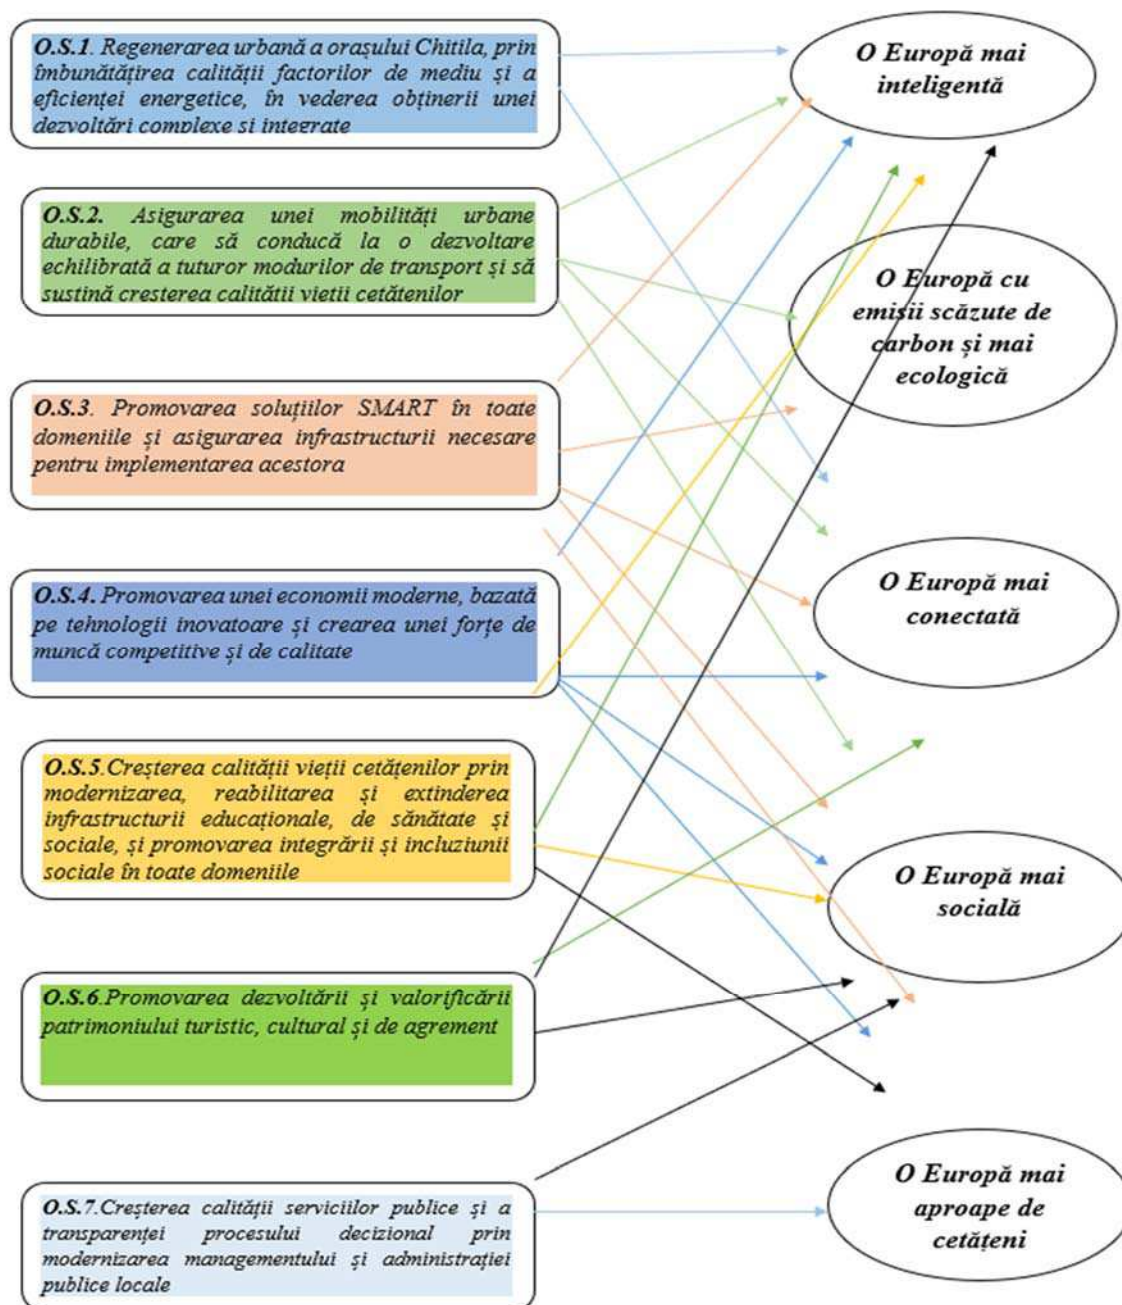 O.S.1. Regenerarea urbană a orașului Chitila, prin
îmbunătățirea calității factorilor de mediu și a
eficienței energetice, în vederea obținerii unei
dezvoltări complexe și integrate
O.S.2. Asigurarea unei mobilități urbane
durabile, care să conducă la o dezvoltare
echilibrată a tuturor modurilor de transport și să
susțină creșterea calității vieții cetățenilor
O.S.3. Promovarea soluțiilor SMART în toate
domeniile și asigurarea infrastructurii necesare
pentru implementarea acestora
O.S.4. Promovarea unei economii moderne, bazată
pe tehnologii inovatoare și crearea unei forțe de
muncă competitive și de calitate
O.S.5.Creșterea calității vieții cetățenilor prin
modernizarea, reabilitarea și extinderea
infrastructurii educaționale, de sănătate și
sociale, și promovarea integrării și incluziunii
sociale în toate domeniile
O.S.6.Promovarea dezvoltării și valorificării
patrimoniului turistic, cultural și de agrement
O.S.7.Creșterea calității serviciilor publice și a
transparenței procesului decizional prin
modernizarea managementului și administrației
publice locale
O Europă mai
inteligentă
O Europă cu
emisii scăzute de
carbon și mai
ecologică
O Europă mai
conectată
O Europă mai
socială
O Europă mai
aproape de
cetățeni